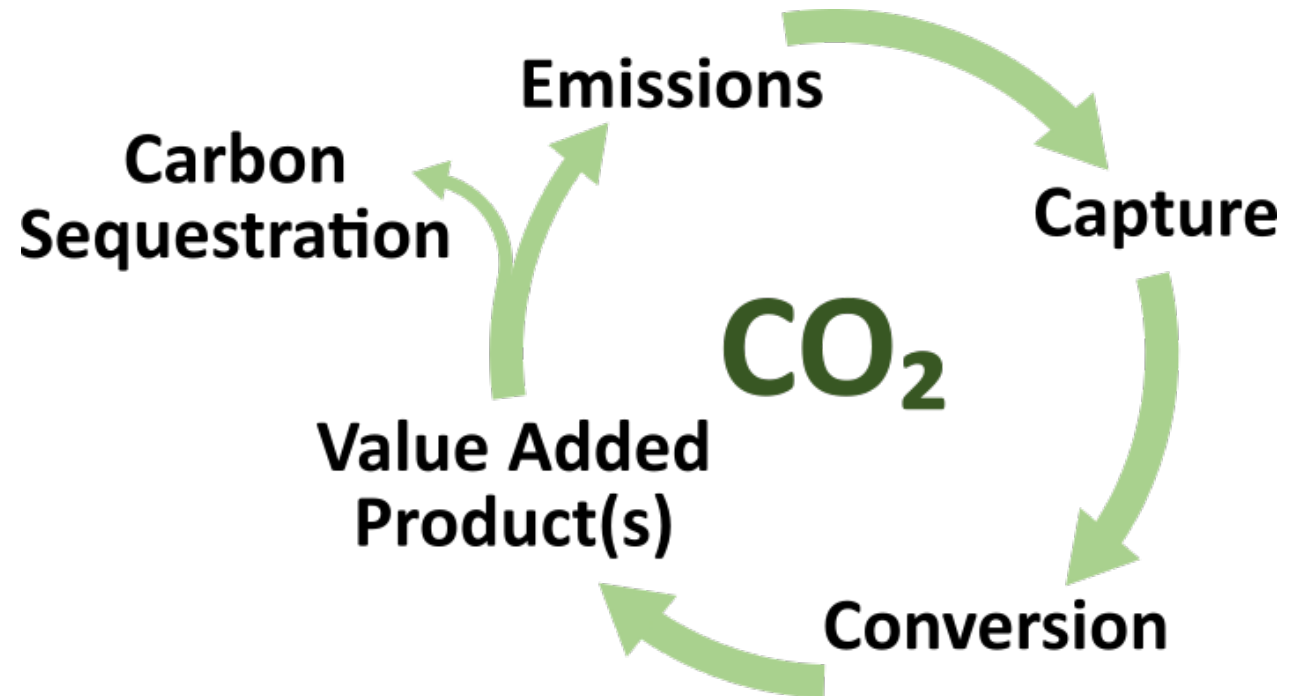 Emissions
Carbon
Sequestration
Capture
CO₂
Value Added
Product(s)
Conversion